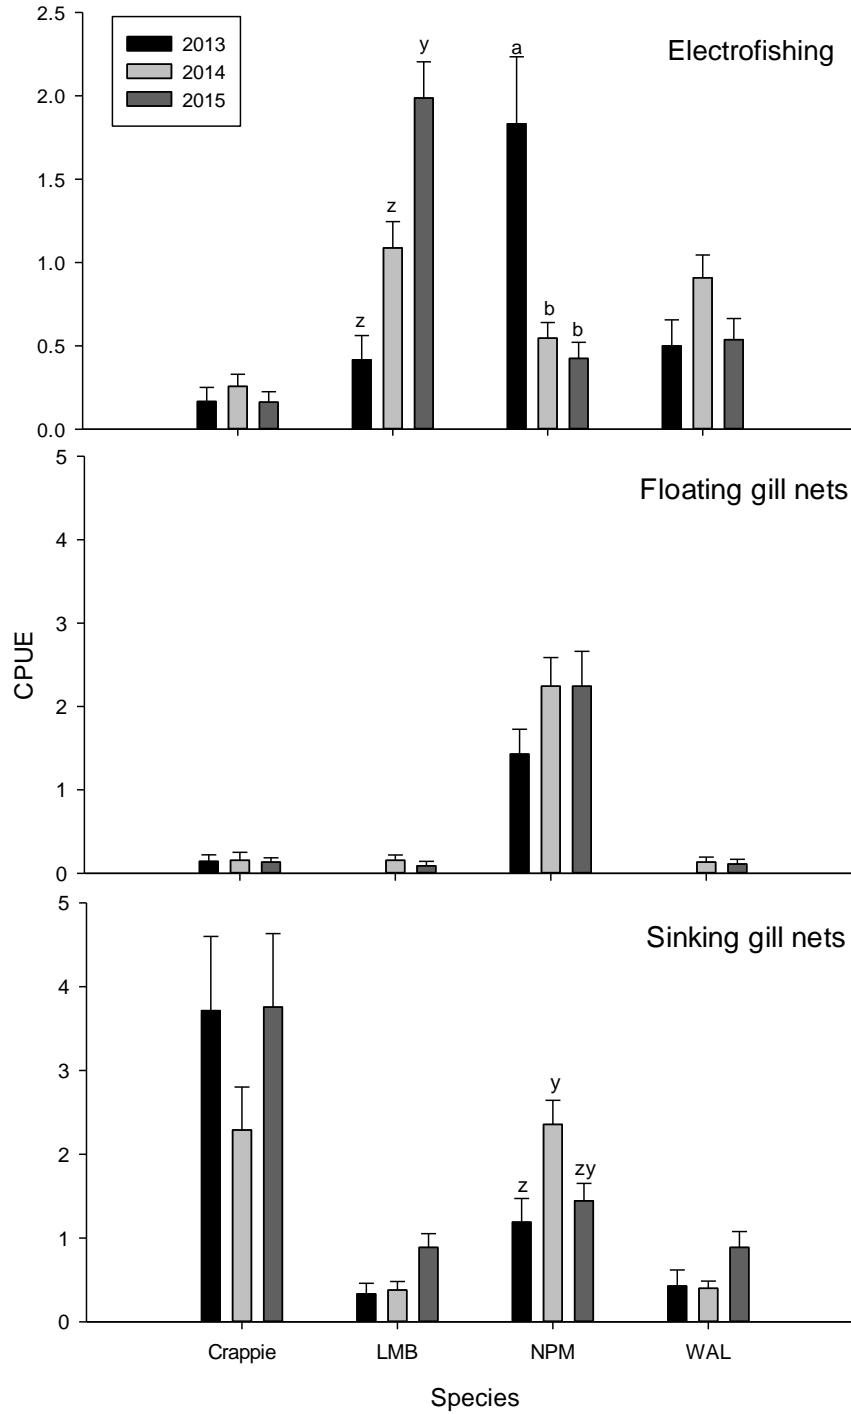 2.5
2.0
1.5
1.0
0.5
0.0
2013
2014
2015
Electrofishing
z
z
y
a
b
b
CPUE
5
4
3
2
1
0
Floating gill nets
5
4
3
2
1
0
Sinking gill nets
z
y
zy
Crappie LMB NPM WAL
Species